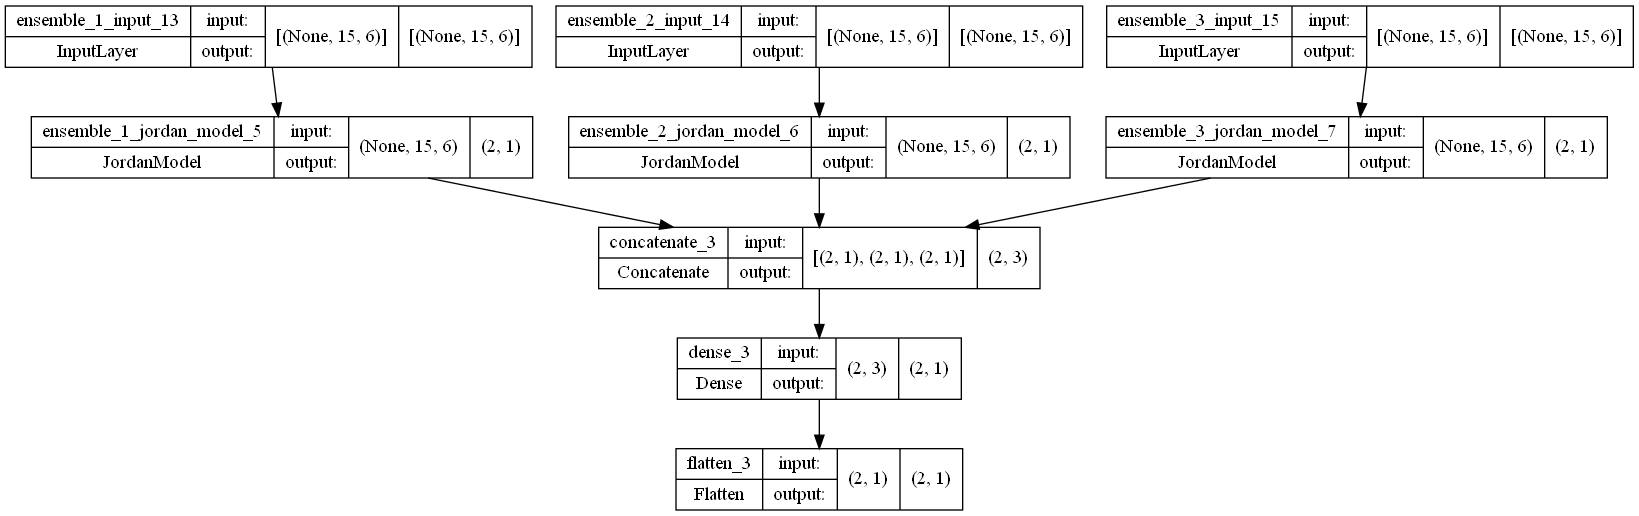 ensemble_1_input_13 input: [(None, 15, 6)] [(None, 15, 6)]
InputLayer output:
ensemble_2_input_14 input: [(None, 15, 6)] [(None, 15, 6)]
InputLayer output:
ensemble_3_input_15 input: [(None, 15, 6)] [(None, 15, 6)]
InputLayer output:
ensemble_1_jordan_model_5 input: (None, 15, 6) (2, 1)
JordanModel output:
ensemble_2_jordan_model_6 input: (None, 15, 6) (2, 1)
JordanModel output:
ensemble_3_jordan_model_7 input: (None, 15, 6) (2, 1)
JordanModel output:
concatenate_3 input: [(2, 1), (2, 1), (2, 1)] (2, 3)
Concatenate output:
dense_3 input: (2, 3) (2, 1)
Dense output:
flatten_3 input: (2, 1) (2, 1)
Flatten output: